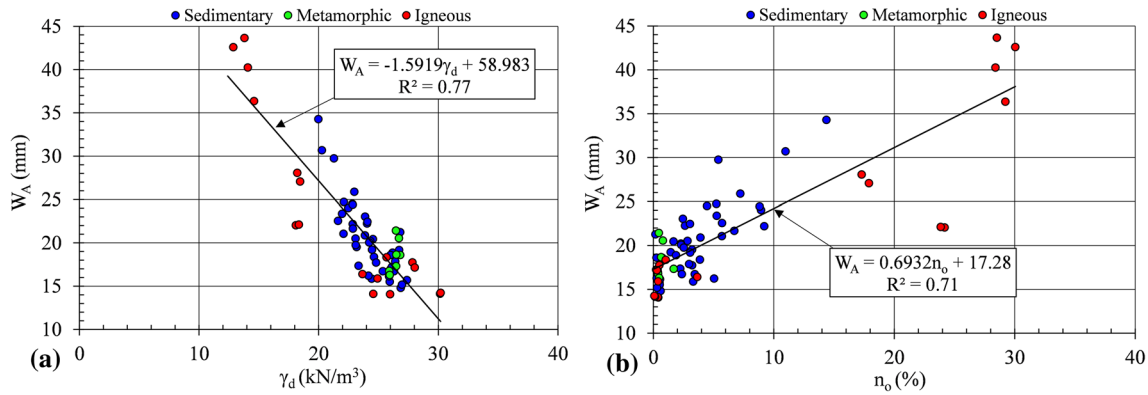 Sedimentary Metamorphic Igneous
45
40
35
30
25
20
15
10
W_A (mm)
W_A = -1.5919γ_d + 58.983
R² = 0.77
0 10 20 30 40
(a)
γ_d (kN/m³)
Sedimentary Metamorphic Igneous
45
40
35
30
25
20
15
10
W_A (mm)
W_A = 0.6932n_o + 17.28
R² = 0.71
0 10 20 30 40
(b)
n_o (%)